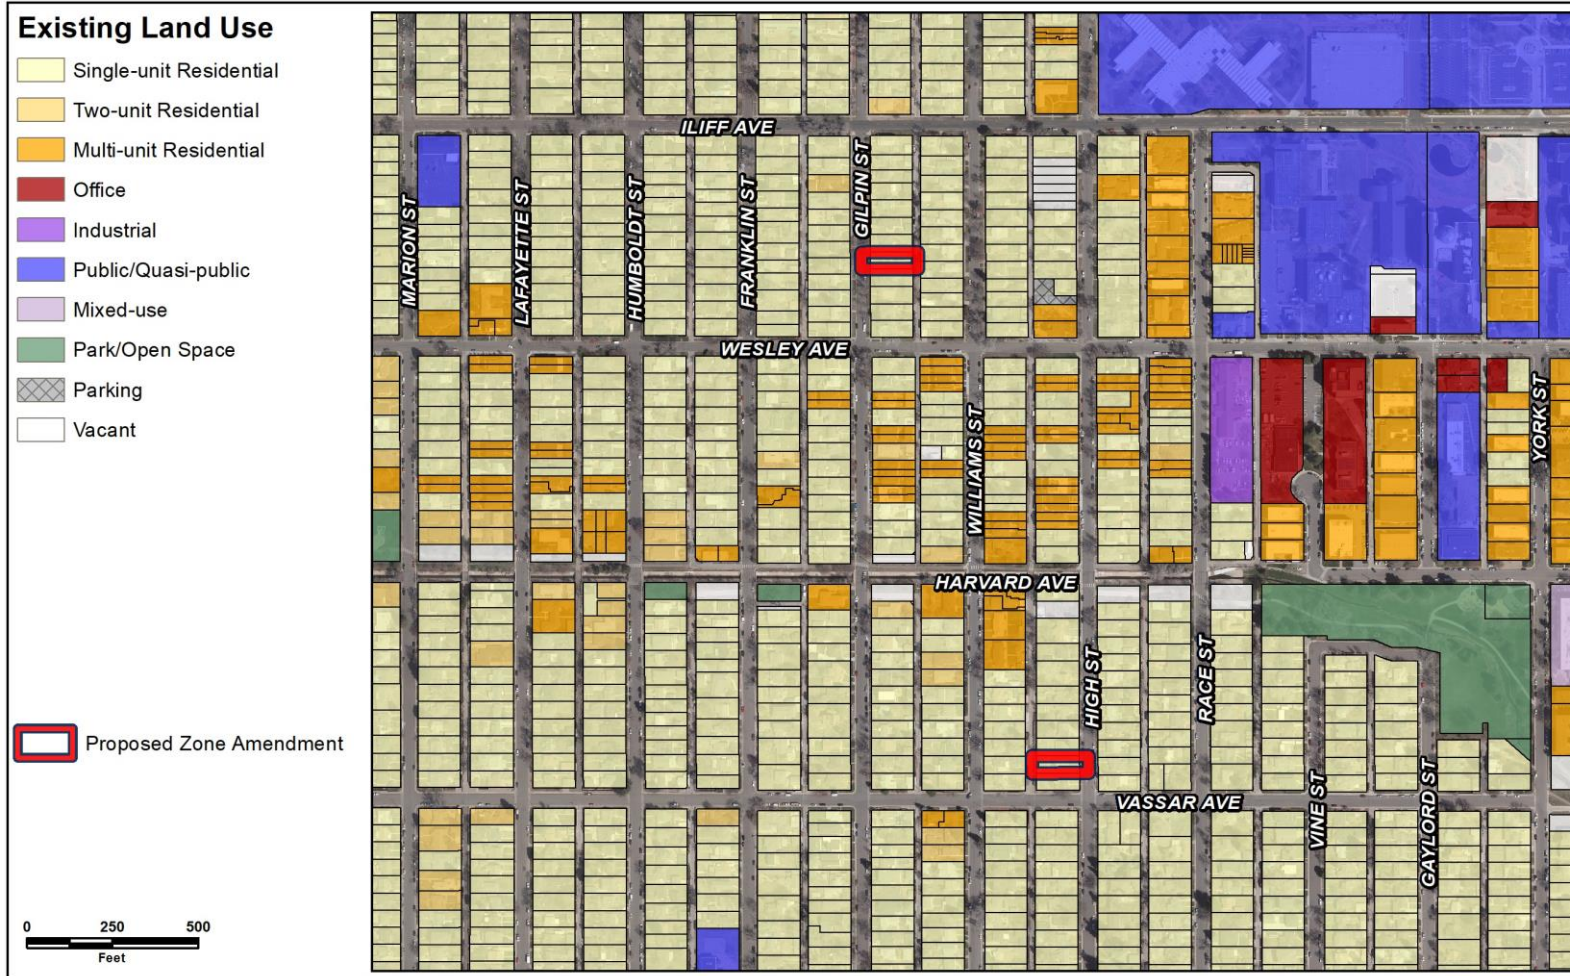 Existing Land Use
Single-unit Residential
Two-unit Residential
Multi-unit Residential
Office
Industrial
Public/Quasi-public
Mixed-use
Park/Open Space
Parking
Vacant
Proposed Zone Amendment
0 250 500
Feet
ILIFF AVE
MARION ST
LAFAYETTE ST
HUMBOLDT ST
FRANKLIN ST
GILPIN ST
WESLEY AVE
WILLIAMS ST
YORK ST
HARVARD AVE
HIGH ST
RACE ST
VASSAR AVE
VINE ST
GAYLORD ST